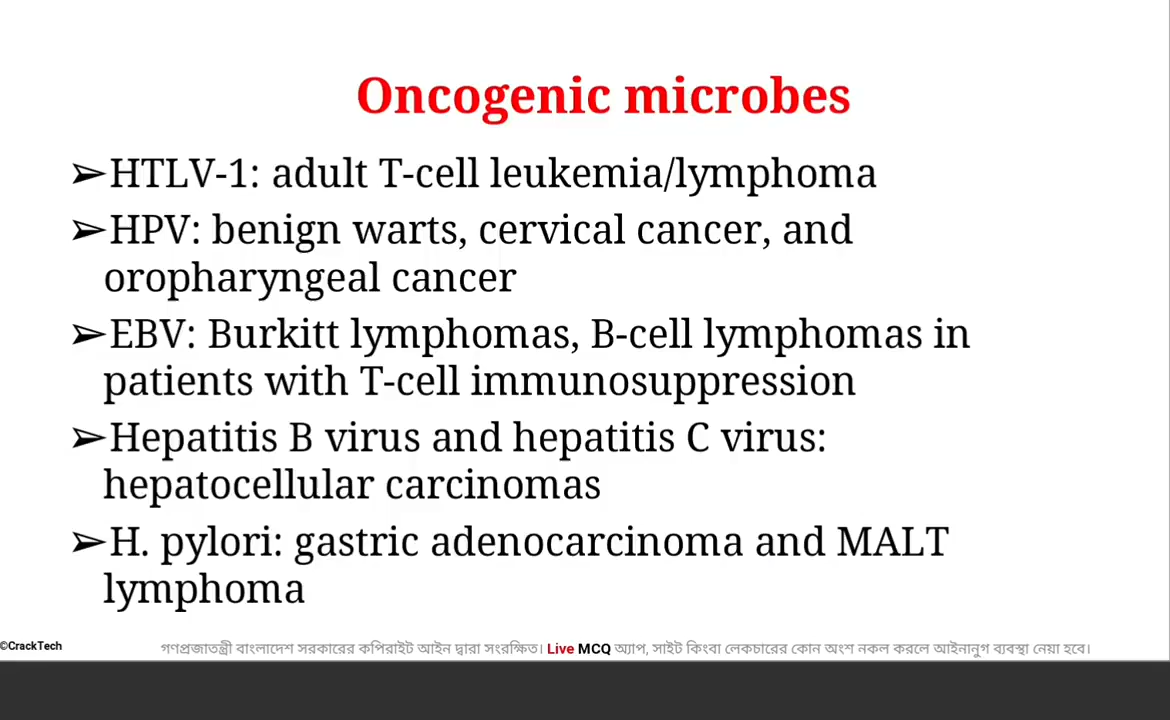 Oncogenic microbes
➢HTLV-1: adult T-cell leukemia/lymphoma
➢HPV: benign warts, cervical cancer, and
oropharyngeal cancer
➢EBV: Burkitt lymphomas, B-cell lymphomas in
patients with T-cell immunosuppression
➢Hepatitis B virus and hepatitis C virus:
hepatocellular carcinomas
➢H. pylori: gastric adenocarcinoma and MALT
lymphoma
©CrackTech
গণপ্রজাতন্ত্রী বাংলাদেশ সরকারের কপিরাইট আইন দ্বারা সংরক্ষিত। Live MCQ অ্যাপ, সাইট কিংবা লেকচারের কোন অংশ নকল করলে আইনানুগ ব্যবস্থা নেয়া হবে।